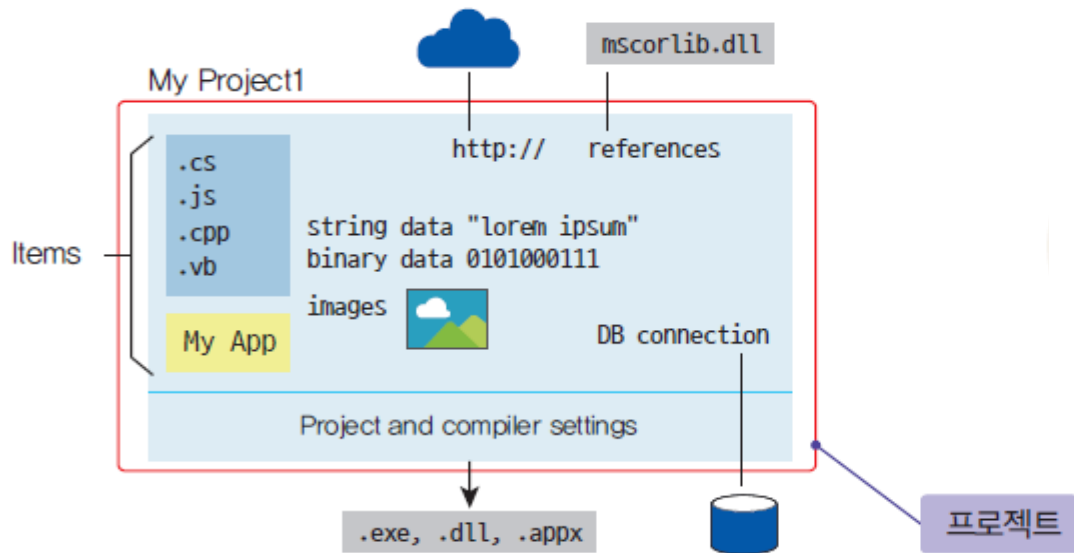 mscorlib.dll
My Project1
http:// references
.cs
.js
.cpp
.vb
Items
string data "lorem ipsum"
binary data 0101000111
images
My App
DB connection
Project and compiler settings
프로젝트
.exe, .dll, .appx